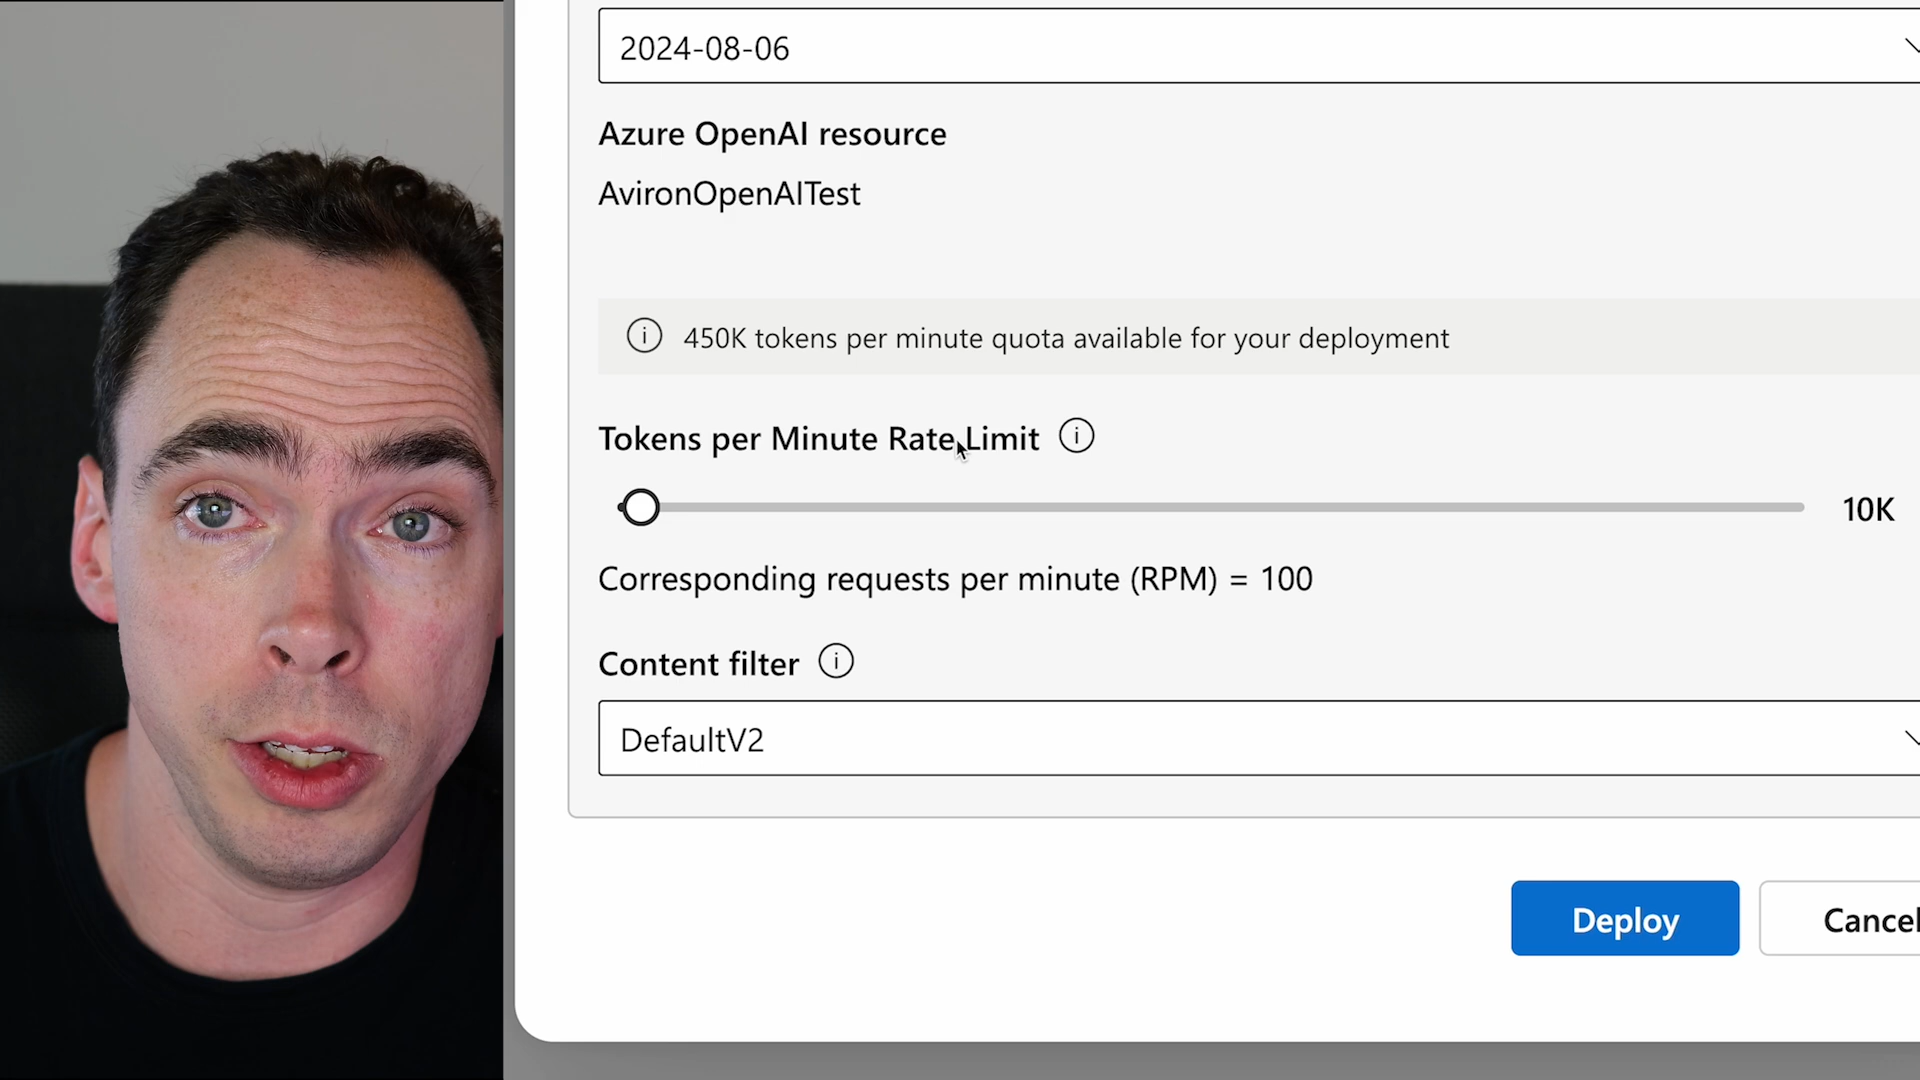 2024-08-06
Azure OpenAI resource
AvironOpenAITest
450K tokens per minute quota available for your deployment
Tokens per Minute Rate Limit
10K
Corresponding requests per minute (RPM) = 100
Content filter
DefaultV2
Deploy
Cancel